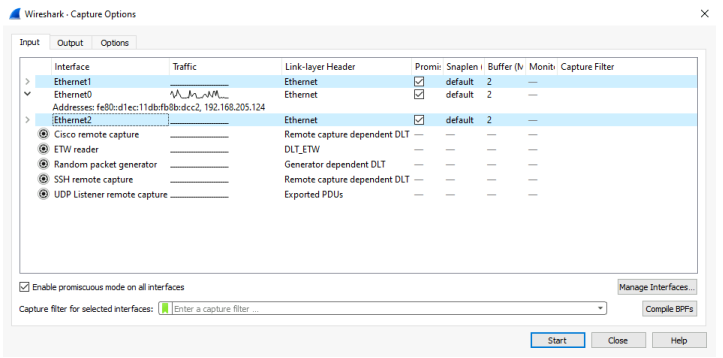 Wireshark · Capture Options
Input Output Options
Interface Traffic Link-layer Header Promis Snaplen ( Buffer (M Monito Capture Filter
Ethernet1 Ethernet default 2 —
Ethernet0 Ethernet default 2 —
Addresses: fe80::d1ec:11db:fb8b:dcc2, 192.168.205.124
Ethernet2 Ethernet default 2 —
Cisco remote capture Remote capture dependent DLT — — — —
ETW reader DLT_ETW — — — —
Random packet generator Generator dependent DLT — — — —
SSH remote capture Remote capture dependent DLT — — — —
UDP Listener remote capture Exported PDUs — — — —
Enable promiscuous mode on all interfaces Manage Interfaces...
Capture filter for selected interfaces: Enter a capture filter ... Compile BPFs
Start Close Help